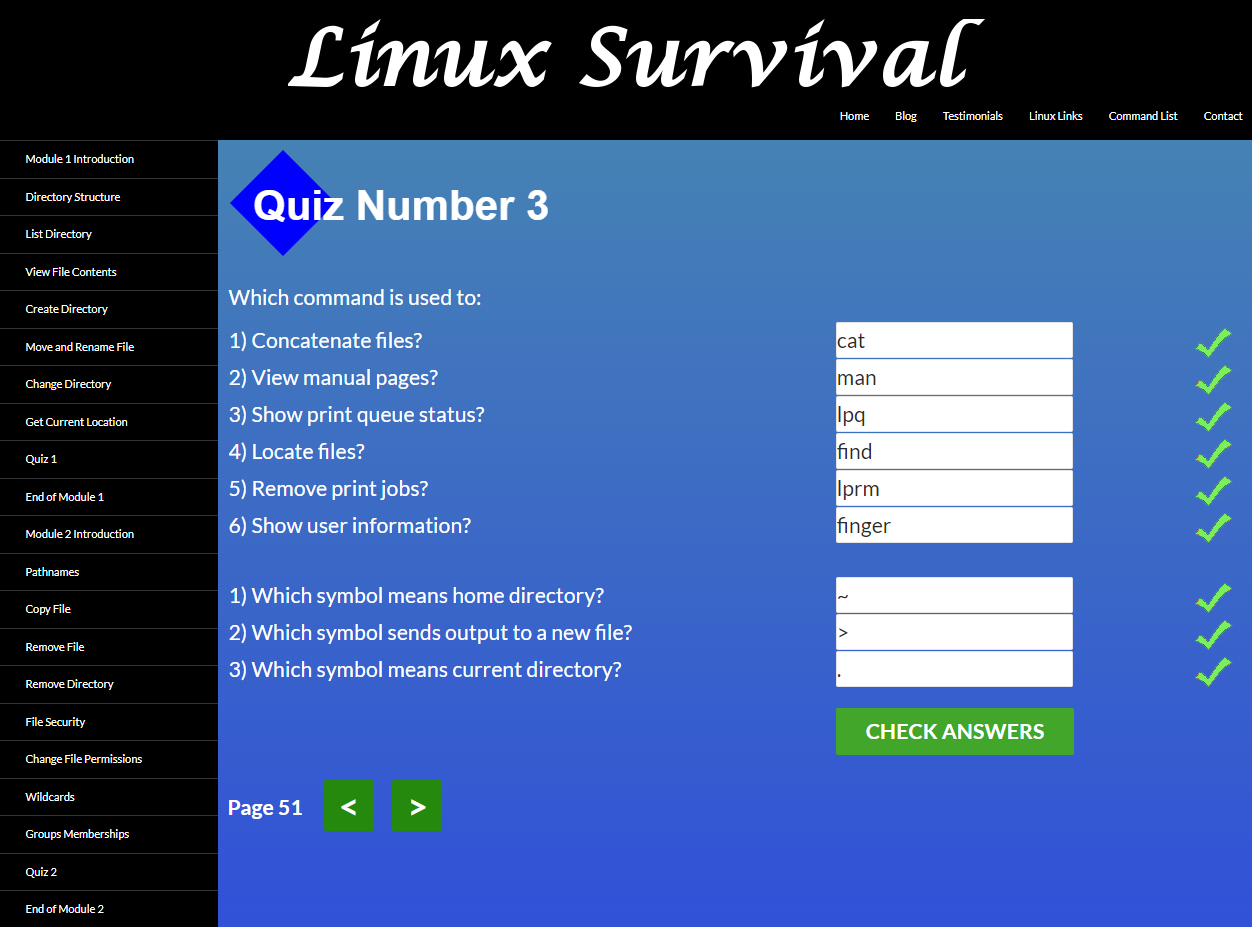 Linux Survival
Home Blog Testimonials Linux Links Command List Contact
Module 1 Introduction
Directory Structure
List Directory
View File Contents
Create Directory
Move and Rename File
Change Directory
Get Current Location
Quiz 1
End of Module 1
Module 2 Introduction
Pathnames
Copy File
Remove File
Remove Directory
File Security
Change File Permissions
Wildcards
Groups Memberships
Quiz 2
End of Module 2
Quiz Number 3
Which command is used to:
1) Concatenate files? cat
2) View manual pages? man
3) Show print queue status? lpq
4) Locate files? find
5) Remove print jobs? lprm
6) Show user information? finger
1) Which symbol means home directory? ~
2) Which symbol sends output to a new file? >
3) Which symbol means current directory? .
CHECK ANSWERS
Page 51 < >